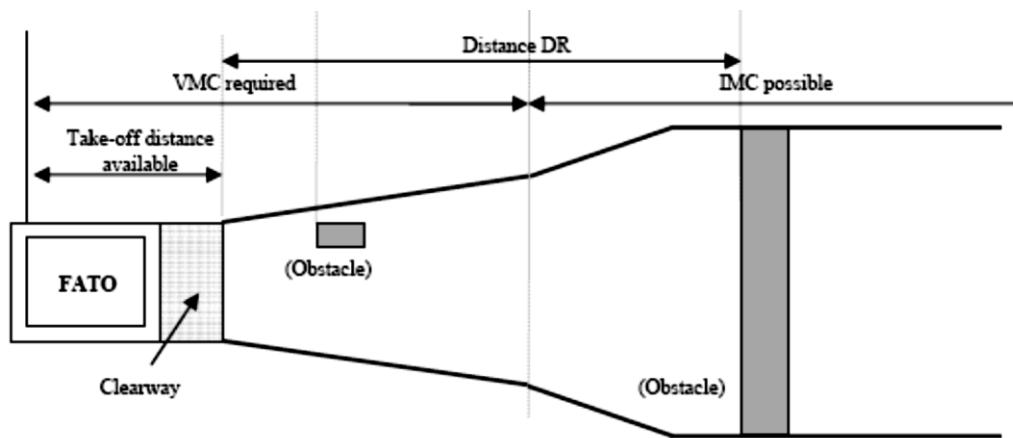 Distance DR
VMC required
IMC possible
Take-off distance
available
(Obstacle)
FATO
Clearway
(Obstacle)